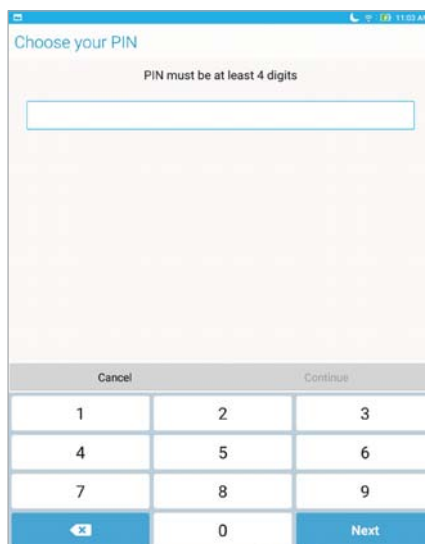 11:03 AM
Choose your PIN
PIN must be at least 4 digits
Cancel Continue
1 2 3
4 5 6
7 8 9
0 Next